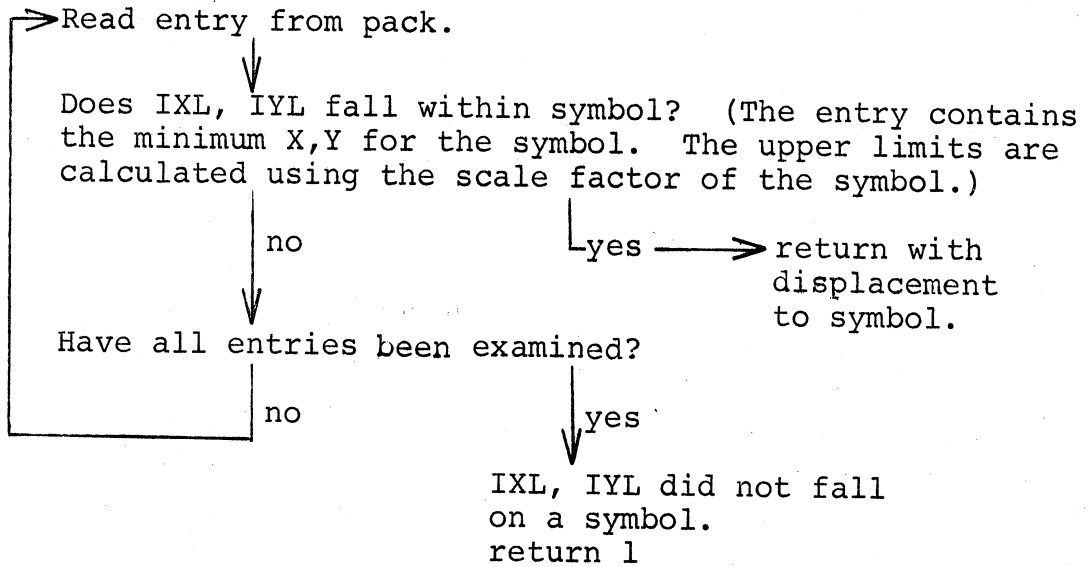 Read entry from pack.
Does IXL, IYL fall within symbol? (The entry contains
the minimum X,Y for the symbol. The upper limits are
calculated using the scale factor of the symbol.)
no
yes
return with
displacement
to symbol.
Have all entries been examined?
no
yes
IXL, IYL did not fall
on a symbol.
return 1